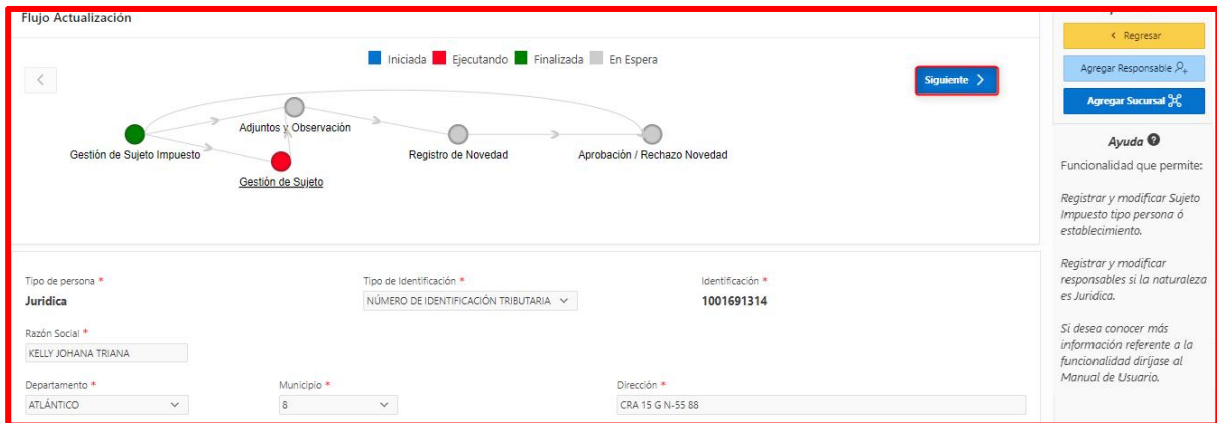 Flujo Actualización
Iniciada Ejecutando Finalizada En Espera
Siguiente
Adjuntos y Observación
Gestión de Sujeto Impuesto
Registro de Novedad
Aprobación / Rechazo Novedad
Gestión de Sujeto
Tipo de persona *
Tipo de Identificación *
Identificación *
Juridica
NÚMERO DE IDENTIFICACIÓN TRIBUTARIA
1001691314
Razón Social *
KELLY JOHANA TRIANA
Departamento *
Municipio *
Dirección *
ATLÁNTICO
8
CRA 15 G N-55 88
Regresar
Agregar Responsable
Agregar Sucursal
Ayuda
Funcionalidad que permite:
Registrar y modificar Sujeto
Impuesto tipo persona ó
establecimiento.
Registrar y modificar
responsables si la naturaleza
es Juridica.
Si desea conocer más
información referente a la
funcionalidad diríjase al
Manual de Usuario.